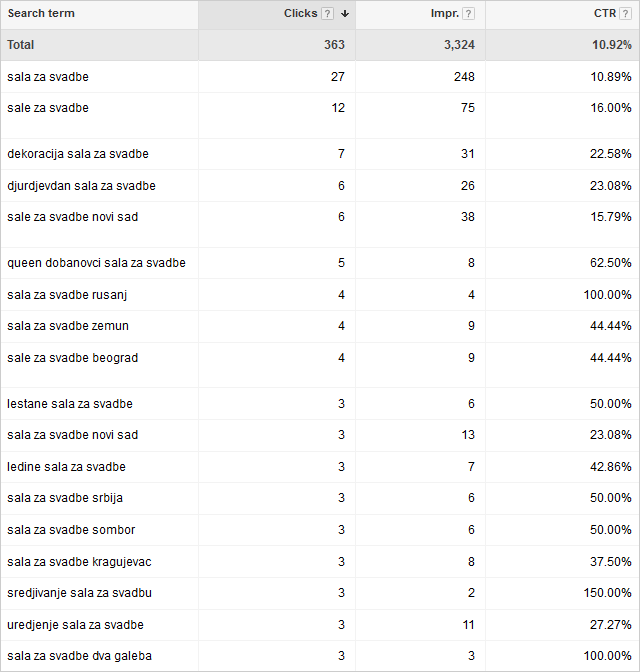 Search term Clicks ? ↓ Impr. ? CTR ?
Total 363 3,324 10.92%
sala za svadbe 27 248 10.89%
sale za svadbe 12 75 16.00%
dekoracija sala za svadbe 7 31 22.58%
djurdjevdan sala za svadbe 6 26 23.08%
sale za svadbe novi sad 6 38 15.79%
queen dobanovci sala za svadbe 5 8 62.50%
sala za svadbe rusanj 4 4 100.00%
sala za svadbe zemun 4 9 44.44%
sale za svadbe beograd 4 9 44.44%
lestane sala za svadbe 3 6 50.00%
sala za svadbe novi sad 3 13 23.08%
ledine sala za svadbe 3 7 42.86%
sala za svadbe srbija 3 6 50.00%
sala za svadbe sombor 3 6 50.00%
sala za svadbe kragujevac 3 8 37.50%
sredjivanje sala za svadbu 3 2 150.00%
uredjenje sala za svadbe 3 11 27.27%
sala za svadbe dva galeba 3 3 100.00%